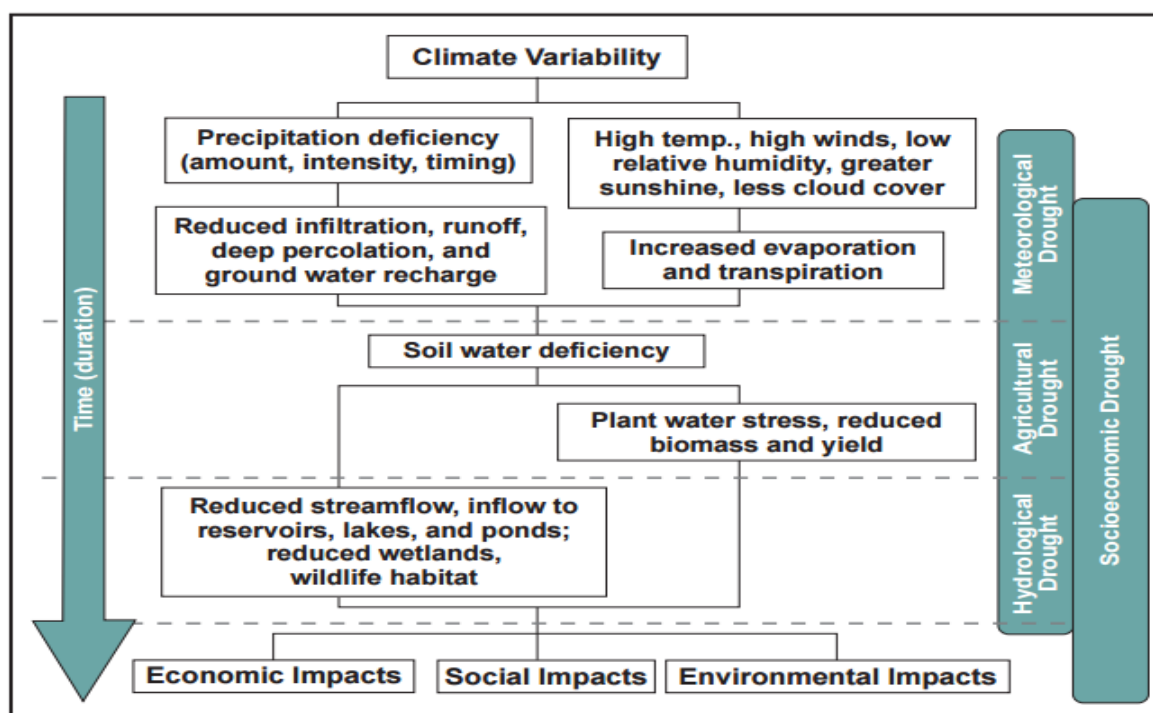 Climate Variability
Precipitation deficiency
(amount, intensity, timing)
High temp., high winds, low
relative humidity, greater
sunshine, less cloud cover
Reduced infiltration, runoff,
deep percolation, and
ground water recharge
Increased evaporation
and transpiration
Soil water deficiency
Plant water stress, reduced
biomass and yield
Reduced streamflow, inflow to
reservoirs, lakes, and ponds;
reduced wetlands,
wildlife habitat
Economic Impacts
Social Impacts
Environmental Impacts
Time (duration)
Meteorological
Drought
Agricultural
Drought
Hydrological
Drought
Socioeconomic Drought